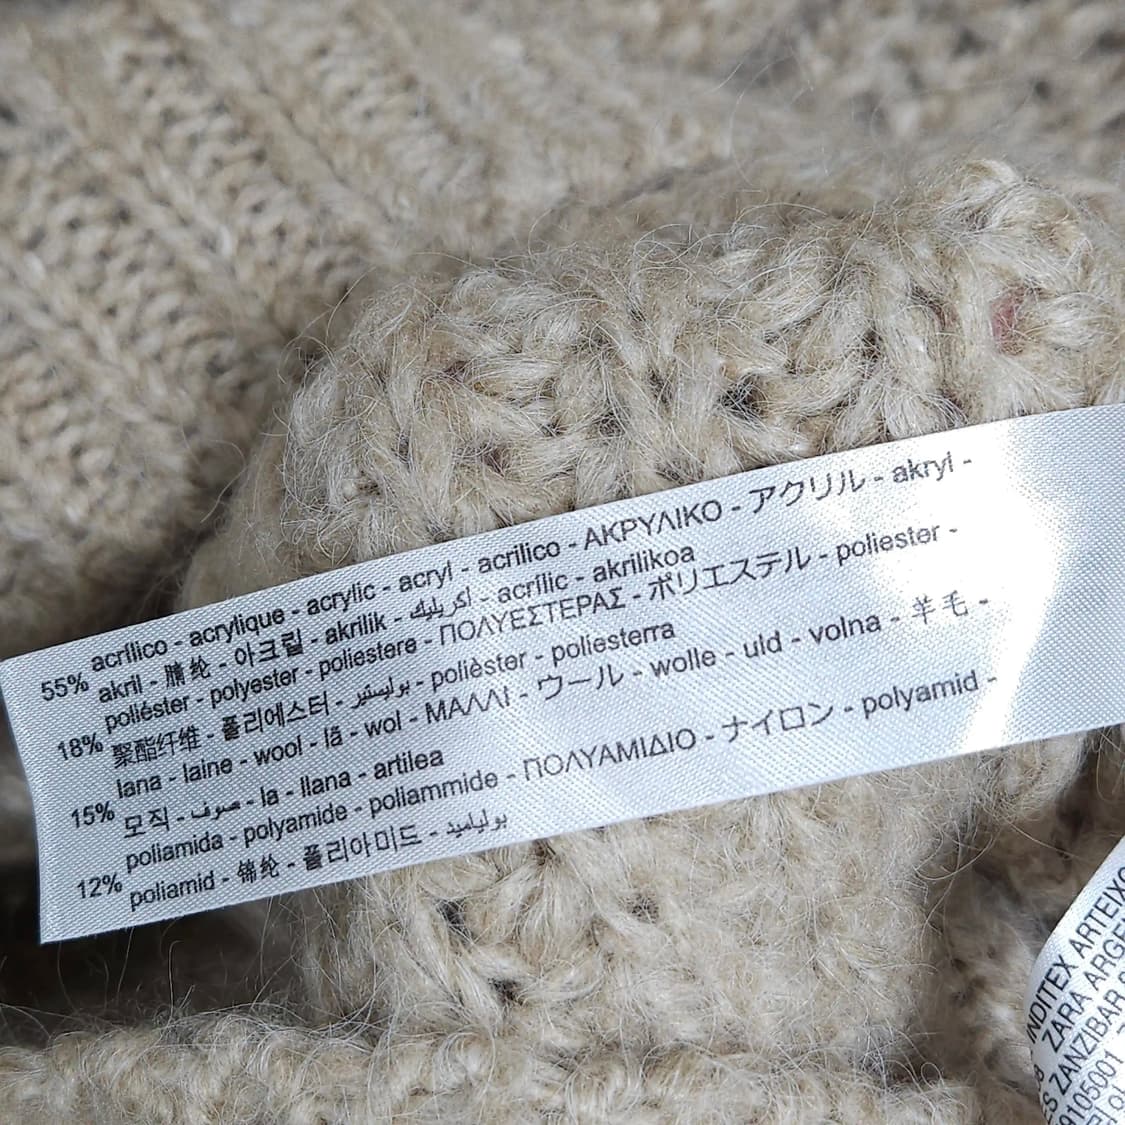 55% acrílico - acrylique - acrylic - acryl - acrilico - ΑΚΡΥΛΙΚΟ - アクリル - akryl -
akril - 腈纶 - 아크릴 - akrilik - اكريليك - acrílic - akrilikoa
18% poliéster - polyester - poliestere - ΠΟΛΥΕΣΤΕΡΑΣ - ポリエステル - poliester -
聚酯纤维 - 폴리에스터 - بوليستير - polièster - poliesterra
15% lana - laine - wool - lã - wol - ΜΑΛΛΙ - ウール - wolle - uld - volna - 羊毛 -
모직 - صوف - la - llana - artilea
12% poliamida - polyamide - poliammide - ΠΟΛΥΑΜΙΔΙΟ - ナイロン - polyamid -
poliamid - 锦纶 - 폴리아미드 - بولياميد
INDITEX ARTEIXO
ZARA ARGE
ZANZIBAR
9105001